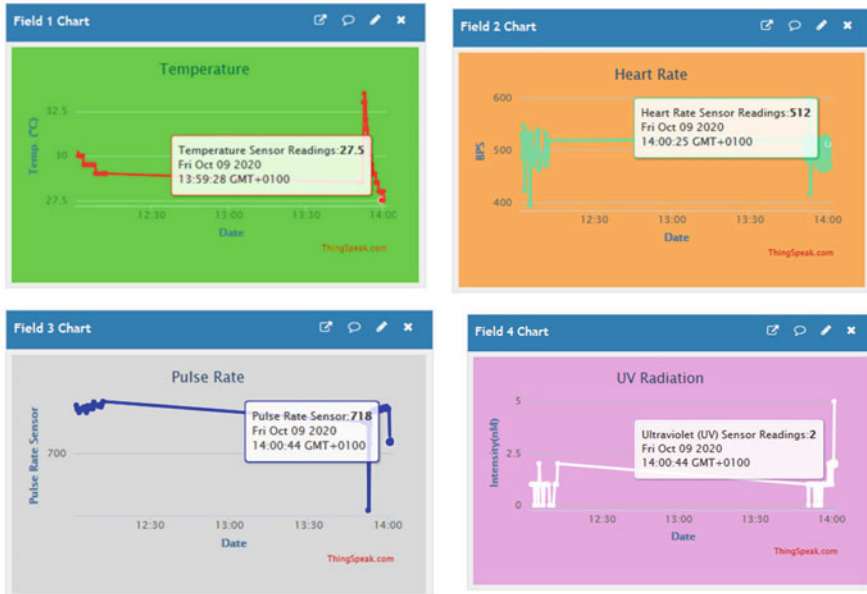 Field 1 Chart
Temperature
Temp. (°C)
32.5
30
27.5
Temperature Sensor Readings:27.5
Fri Oct 09 2020
13:59:28 GMT+0100
12:30 13:00 13:30 14:00
Date
ThingSpeak.com
Field 2 Chart
Heart Rate
BPS
600
500
400
Heart Rate Sensor Readings:512
Fri Oct 09 2020
14:00:25 GMT+0100
12:30 13:00 13:30 14:00
Date
ThingSpeak.com
Field 3 Chart
Pulse Rate
Pulse Rate Sensor
700
Pulse Rate Sensor:718
Fri Oct 09 2020
14:00:44 GMT+0100
12:30 13:00 13:30 14:00
Date
ThingSpeak.com
Field 4 Chart
UV Radiation
Intensity(nM)
5
2.5
0
Ultraviolet (UV) Sensor Readings:2
Fri Oct 09 2020
14:00:44 GMT+0100
12:30 13:00 13:30 14:00
Date
ThingSpeak.com